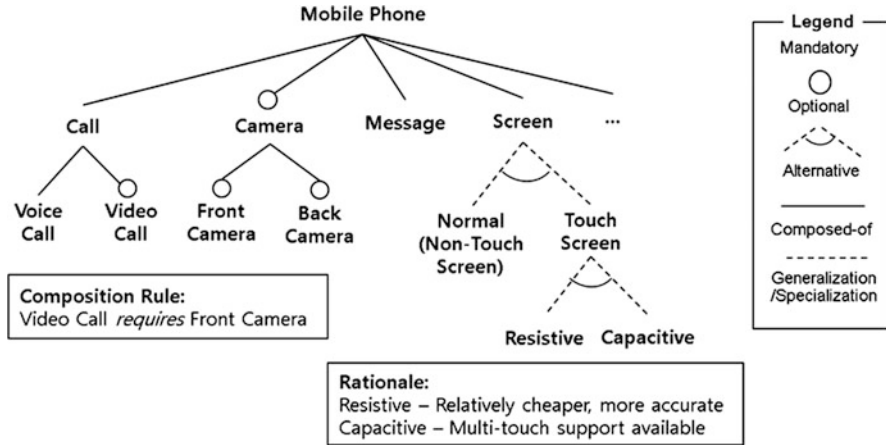 Mobile Phone
Call
Camera
Message
Screen
...
Voice
Call
Video
Call
Front
Camera
Back
Camera
Normal
(Non-Touch
Screen)
Touch
Screen
Resistive
Capacitive
Composition Rule:
Video Call requires Front Camera
Rationale:
Resistive – Relatively cheaper, more accurate
Capacitive – Multi-touch support available
Legend
Mandatory
Optional
Alternative
Composed-of
Generalization
/Specialization